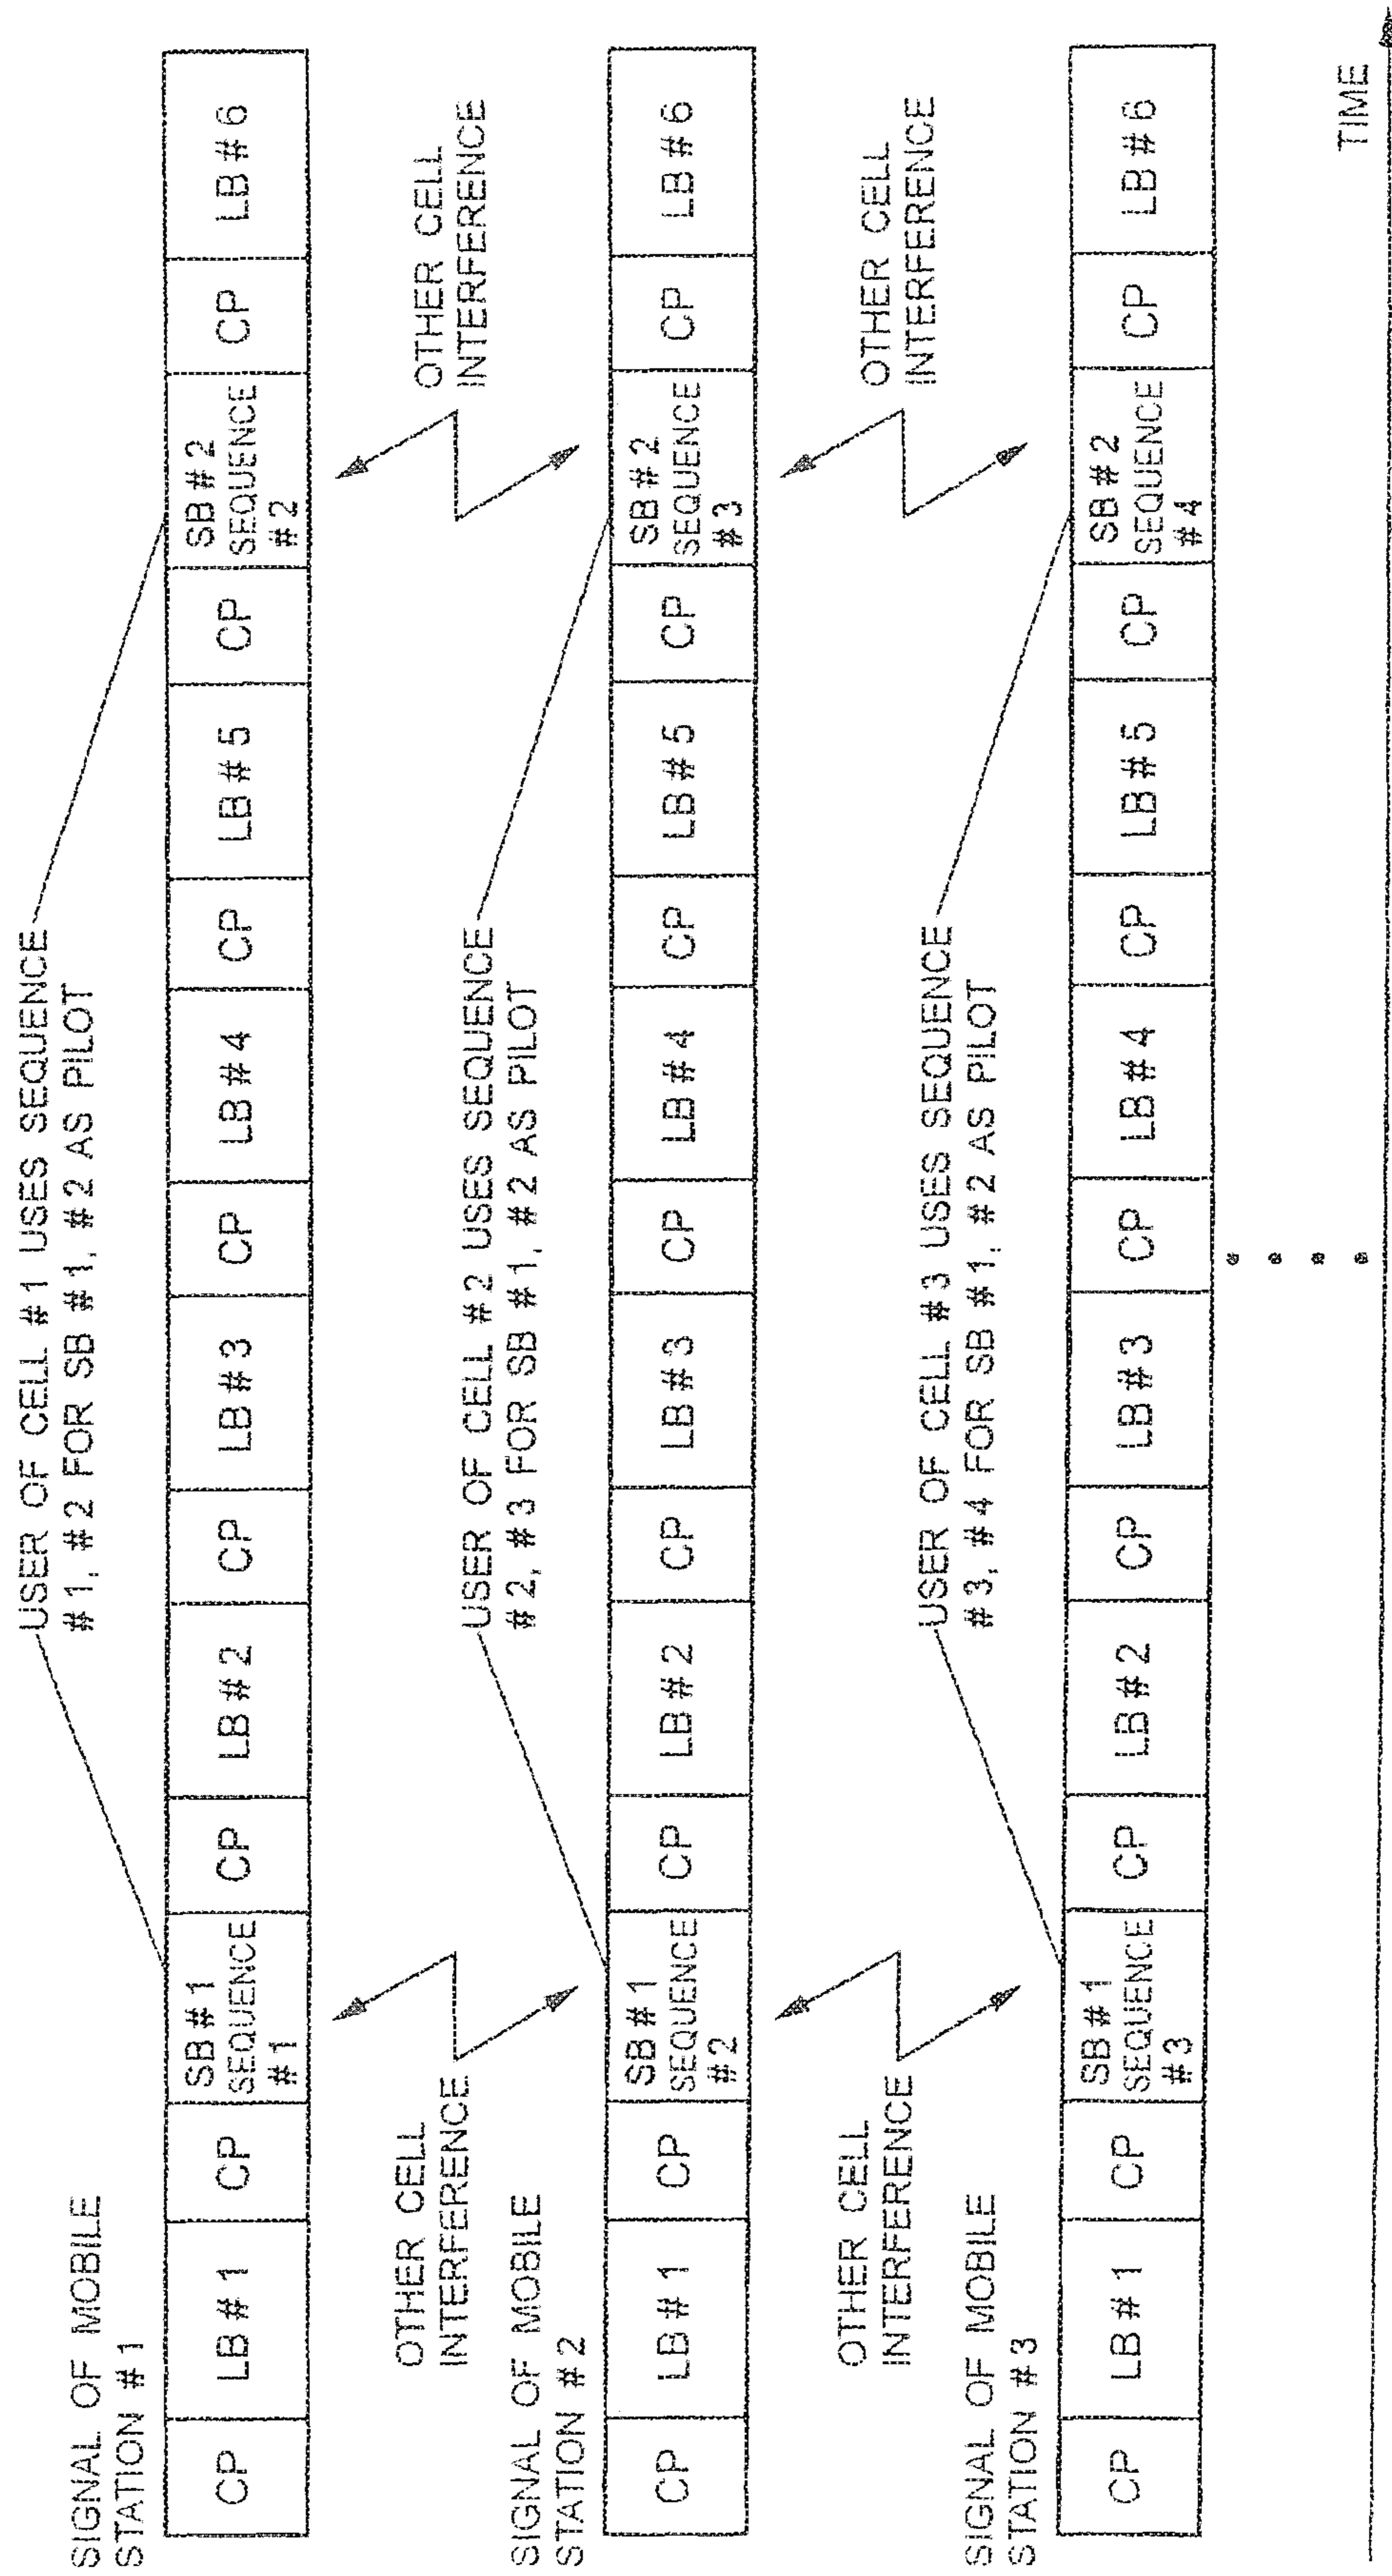 SIGNAL OF MOBILE
STATION #1
USER OF CELL #1 USES SEQUENCE
#1, #2 FOR SB #1, #2 AS PILOT
CP
LB#1
CP
SB#1
SEQUENCE
#1
CP
LB#2
CP
LB#3
CP
LB#4
CP
LB#5
CP
SB#2
SEQUENCE
#2
CP
LB#6
OTHER CELL
INTERFERENCE
OTHER CELL
INTERFERENCE
SIGNAL OF MOBILE
STATION #2
USER OF CELL #2 USES SEQUENCE
#2, #3 FOR SB #1, #2 AS PILOT
CP
LB#1
CP
SB#1
SEQUENCE
#2
CP
LB#2
CP
LB#3
CP
LB#4
CP
LB#5
CP
SB#2
SEQUENCE
#3
CP
LB#6
OTHER CELL
INTERFERENCE
OTHER CELL
INTERFERENCE
SIGNAL OF MOBILE
STATION #3
USER OF CELL #3 USES SEQUENCE
#3, #4 FOR SB #1, #2 AS PILOT
CP
LB#1
CP
SB#1
SEQUENCE
#3
CP
LB#2
CP
LB#3
CP
LB#4
CP
LB#5
CP
SB#2
SEQUENCE
#4
CP
LB#6
TIME